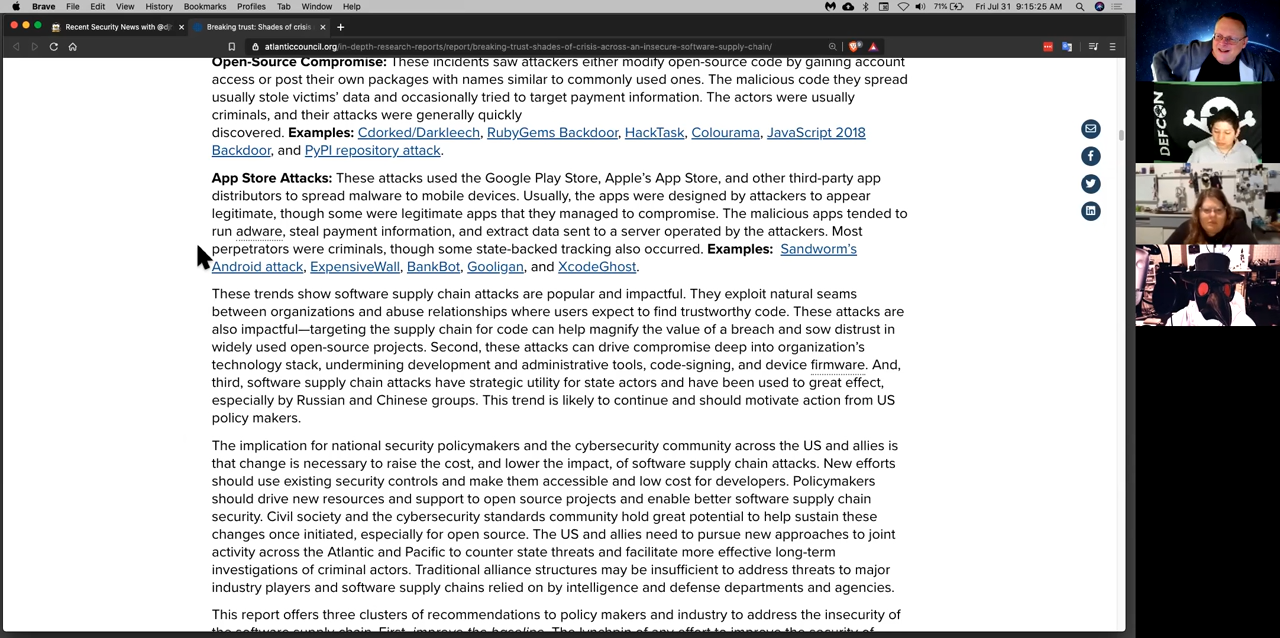 Brave File Edit View History Bookmarks Profiles Tab Window Help 71% Fri Jul 31 9:15:25 AM
Recent Security News with @dj Breaking trust: Shades of crisis
atlanticcouncil.org/in-depth-research-reports/report/breaking-trust-shades-of-crisis-across-an-insecure-software-supply-chain/
Open-Source Compromise: These incidents saw attackers either modify open-source code by gaining account
access or post their own packages with names similar to commonly used ones. The malicious code they spread
usually stole victims’ data and occasionally tried to target payment information. The actors were usually
criminals, and their attacks were generally quickly
discovered. Examples: Cdorked/Darkleech, RubyGems Backdoor, HackTask, Colourama, JavaScript 2018
Backdoor, and PyPI repository attack.
App Store Attacks: These attacks used the Google Play Store, Apple’s App Store, and other third-party app
distributors to spread malware to mobile devices. Usually, the apps were designed by attackers to appear
legitimate, though some were legitimate apps that they managed to compromise. The malicious apps tended to
run adware, steal payment information, and extract data sent to a server operated by the attackers. Most
perpetrators were criminals, though some state-backed tracking also occurred. Examples: Sandworm’s
Android attack, ExpensiveWall, BankBot, Gooligan, and XcodeGhost.
These trends show software supply chain attacks are popular and impactful. They exploit natural seams
between organizations and abuse relationships where users expect to find trustworthy code. These attacks are
also impactful—targeting the supply chain for code can help magnify the value of a breach and sow distrust in
widely used open-source projects. Second, these attacks can drive compromise deep into organization’s
technology stack, undermining development and administrative tools, code-signing, and device firmware. And,
third, software supply chain attacks have strategic utility for state actors and have been used to great effect,
especially by Russian and Chinese groups. This trend is likely to continue and should motivate action from US
policy makers.
The implication for national security policymakers and the cybersecurity community across the US and allies is
that change is necessary to raise the cost, and lower the impact, of software supply chain attacks. New efforts
should use existing security controls and make them accessible and low cost for developers. Policymakers
should drive new resources and support to open source projects and enable better software supply chain
security. Civil society and the cybersecurity standards community hold great potential to help sustain these
changes once initiated, especially for open source. The US and allies need to pursue new approaches to joint
activity across the Atlantic and Pacific to counter state threats and facilitate more effective long-term
investigations of criminal actors. Traditional alliance structures may be insufficient to address threats to major
industry players and software supply chains relied on by intelligence and defense departments and agencies.
This report offers three clusters of recommendations to policy makers and industry to address the insecurity of
the software supply chain. First, improve the baseline. The lynchpin of any effort to improve the security of
DEFCON